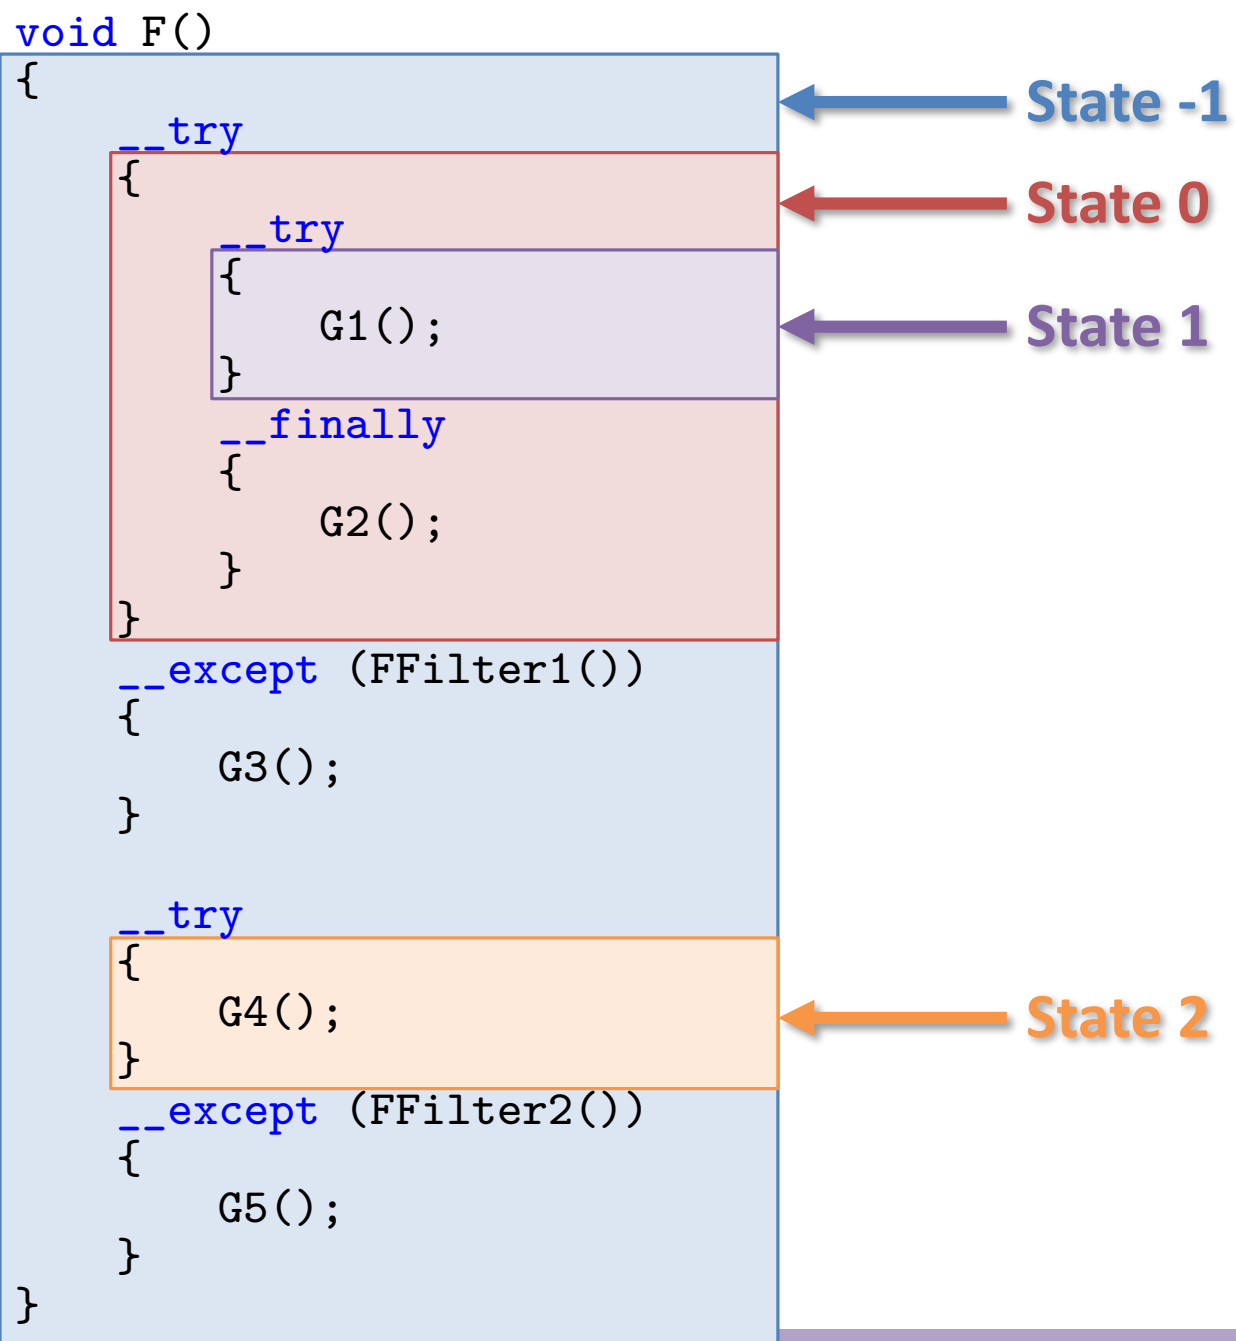 void F()
{ State -1
__try
{ State 0
__try
{
G1(); State 1
}
__finally
{
G2();
}
}
__except (FFilter1())
{
G3();
}
__try
{
G4(); State 2
}
__except (FFilter2())
{
G5();
}
}